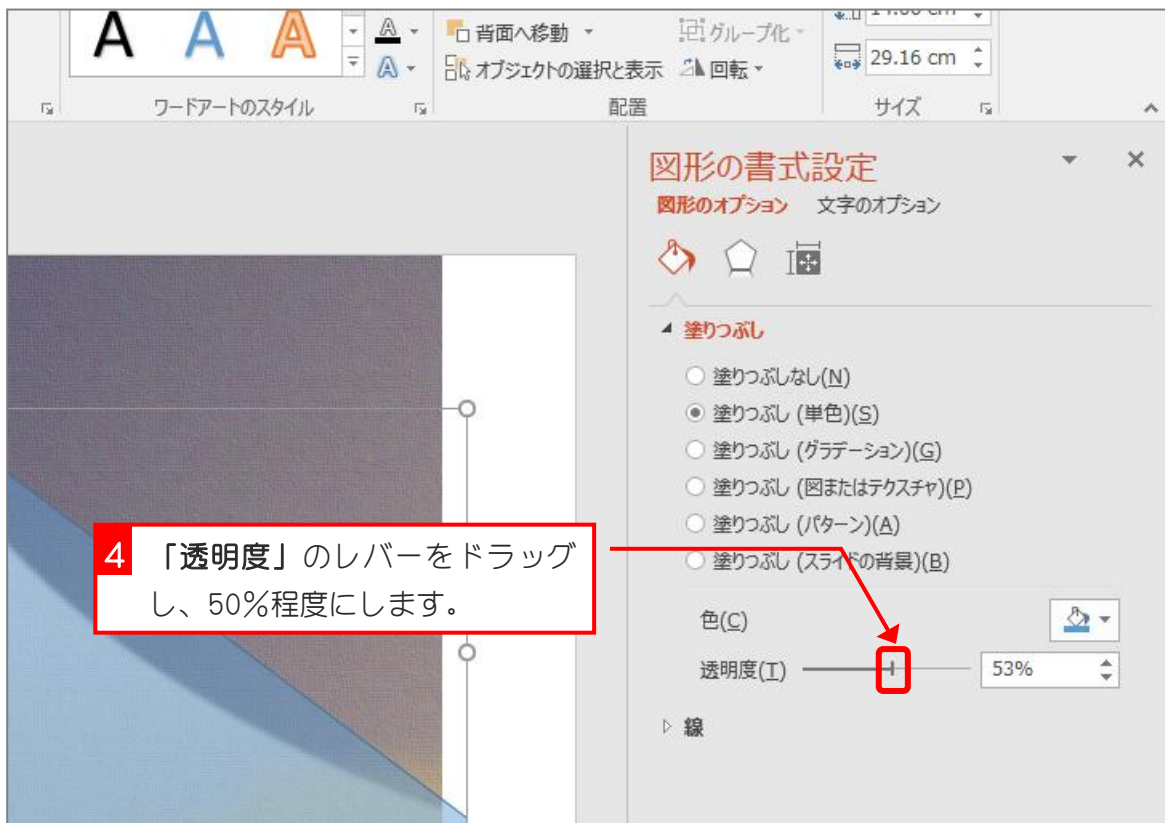 A A A A
A
背面へ移動
グループ化
オブジェクトの選択と表示
回転
29.16 cm
ワードアートのスタイル
配置
サイズ
図形の書式設定
図形のオプション 文字のオプション
塗りつぶし
塗りつぶしなし(N)
塗りつぶし (単色)(S)
塗りつぶし (グラデーション)(G)
塗りつぶし (図またはテクスチャ)(P)
塗りつぶし (パターン)(A)
塗りつぶし (スライドの背景)(B)
4 「透明度」のレバーをドラッグ
し、50%程度にします。
色(C)
透明度(T) 53%
線